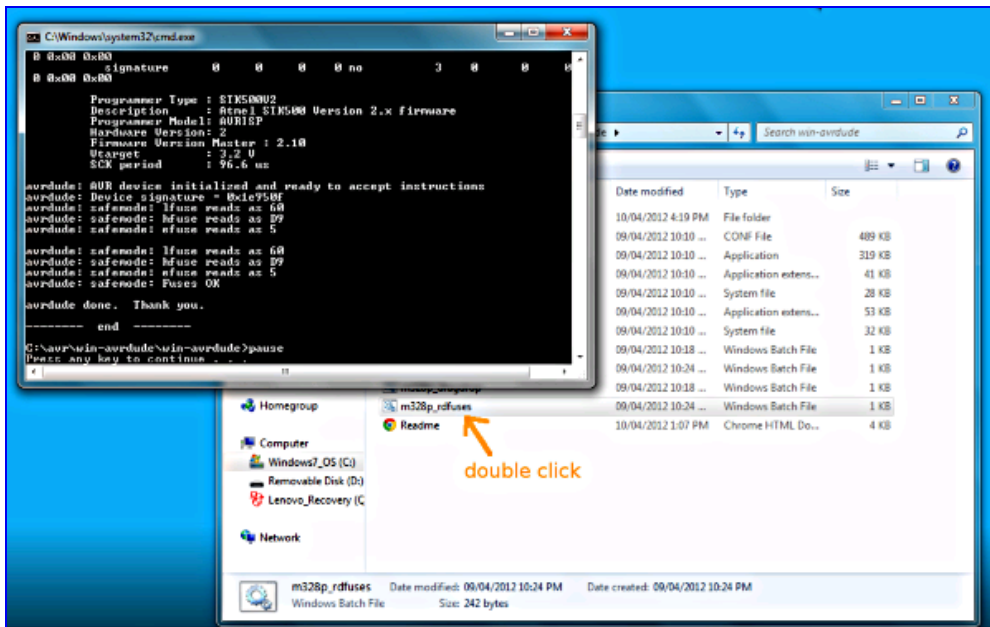 C:\Windows\system32\cmd.exe
0 0x00 0x00
signature 0 0 0 0 no 3 0 0 0
0 0x00 0x00
Programmer Type : STK500V2
Description : Atmel STK500 Version 2.x firmware
Programmer Model: AVRISP
Hardware Version: 2
Firmware Version Master : 2.10
Vtarget : 3.2 V
SCK period : 96.6 us
avrdude: AVR device initialized and ready to accept instructions
avrdude: Device signature = 0x1e950f
avrdude: safemode: lfuse reads as 60
avrdude: safemode: hfuse reads as D9
avrdude: safemode: efuse reads as 5
avrdude: safemode: lfuse reads as 60
avrdude: safemode: hfuse reads as D9
avrdude: safemode: efuse reads as 5
avrdude: safemode: Fuses OK
avrdude done. Thank you.
-------- end --------
C:\avr\win-avrdude\win-avrdude>pause
Press any key to continue . . .
Search win-avrdude
Date modified Type Size
10/04/2012 4:19 PM File folder
09/04/2012 10:10 ... CONF File 489 KB
09/04/2012 10:10 ... Application 319 KB
09/04/2012 10:10 ... Application extens... 41 KB
09/04/2012 10:10 ... System file 28 KB
09/04/2012 10:10 ... Application extens... 53 KB
09/04/2012 10:10 ... System file 32 KB
09/04/2012 10:18 ... Windows Batch File 1 KB
09/04/2012 10:24 ... Windows Batch File 1 KB
09/04/2012 10:18 ... Windows Batch File 1 KB
Homegroup m328p_rdfuses 09/04/2012 10:24 ... Windows Batch File 1 KB
Readme 10/04/2012 1:07 PM Chrome HTML Do... 4 KB
Computer
Windows7_OS (C:)
Removable Disk (D:)
Lenovo_Recovery (
double click
Network
m328p_rdfuses Date modified: 09/04/2012 10:24 PM Date created: 09/04/2012 10:24 PM
Windows Batch File Size: 242 bytes